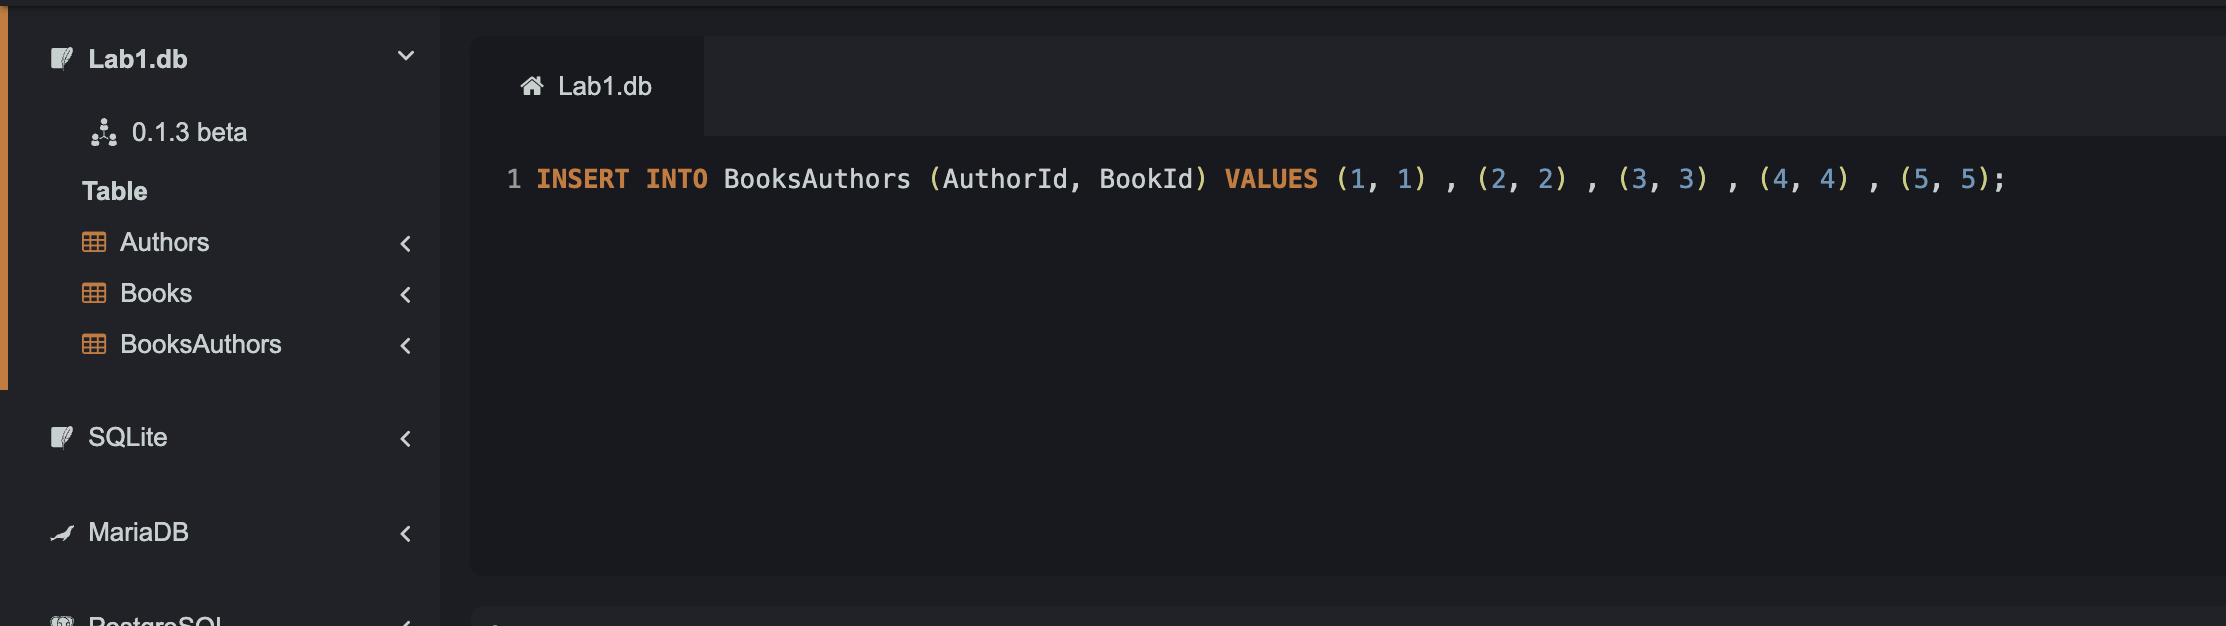 Lab1.db
0.1.3 beta
Table
Authors
Books
BooksAuthors
SQLite
MariaDB
PostgreSQL
Lab1.db
1 INSERT INTO BooksAuthors (AuthorId, BookId) VALUES (1, 1) , (2, 2) , (3, 3) , (4, 4) , (5, 5);